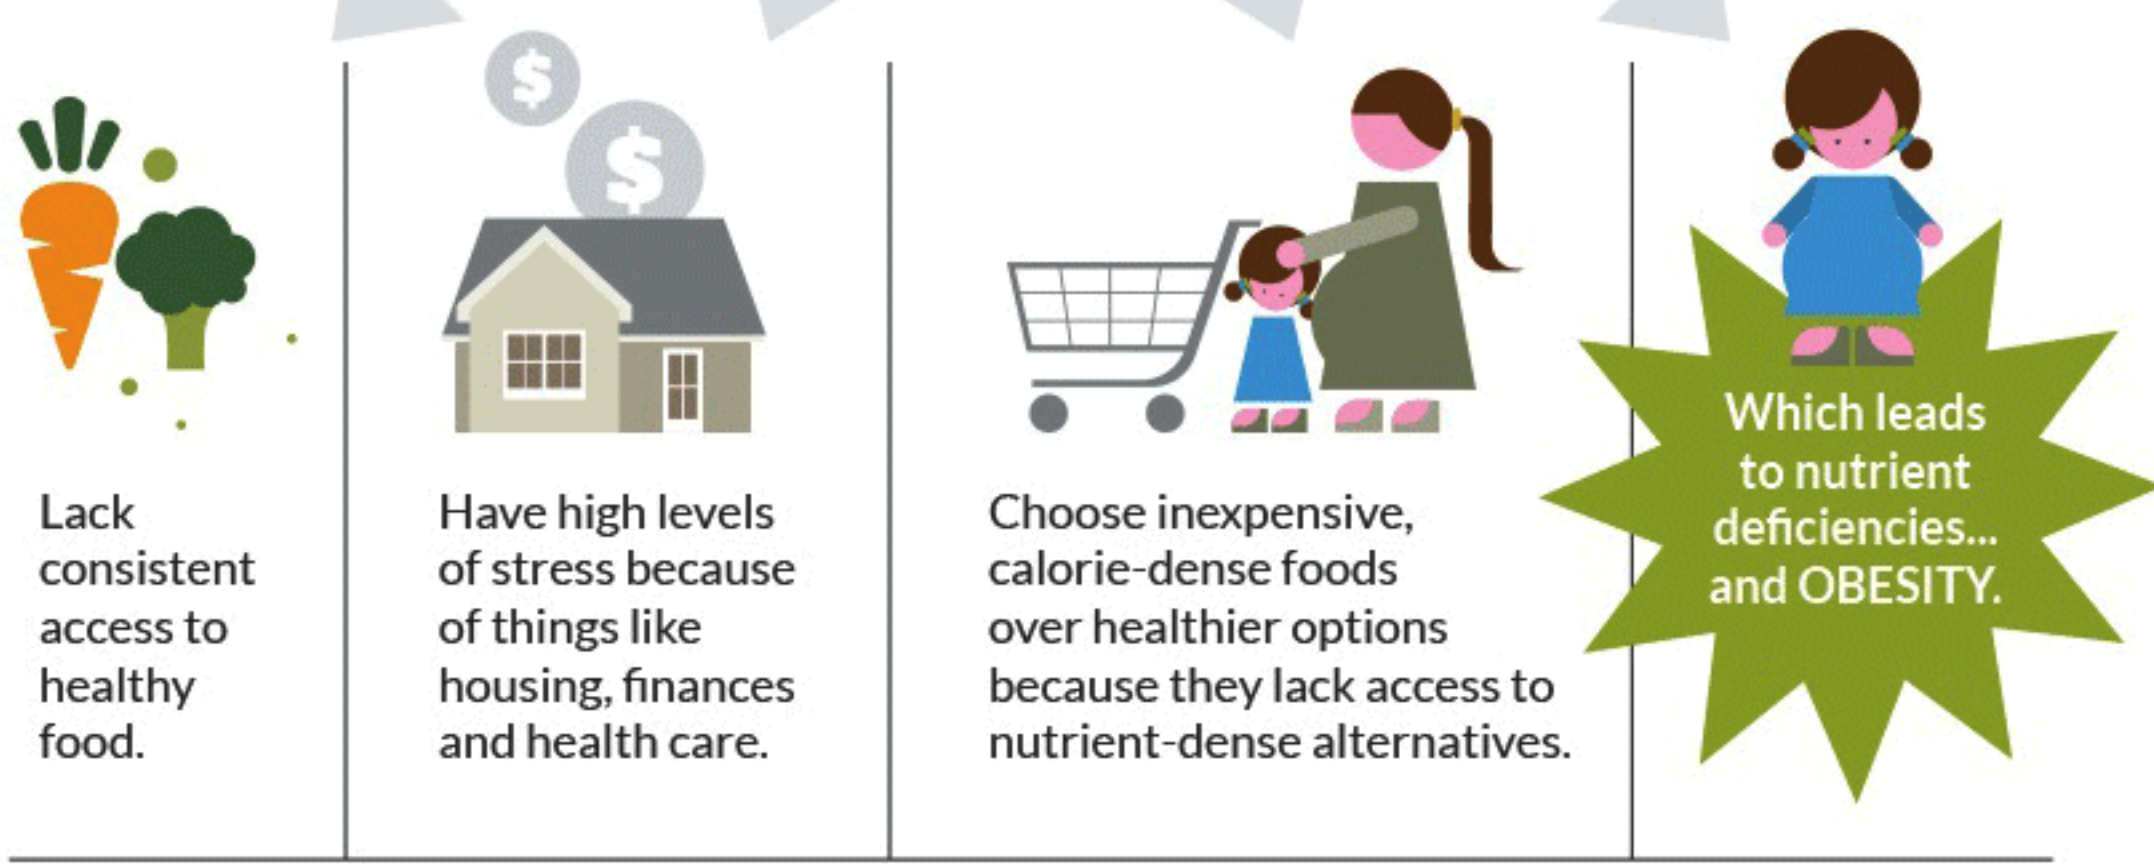 $
$
Lack
consistent
access to
healthy
food.
Have high levels
of stress because
of things like
housing, finances
and health care.
Choose inexpensive,
calorie-dense foods
over healthier options
because they lack access to
nutrient-dense alternatives.
Which leads
to nutrient
deficiencies...
and OBESITY.